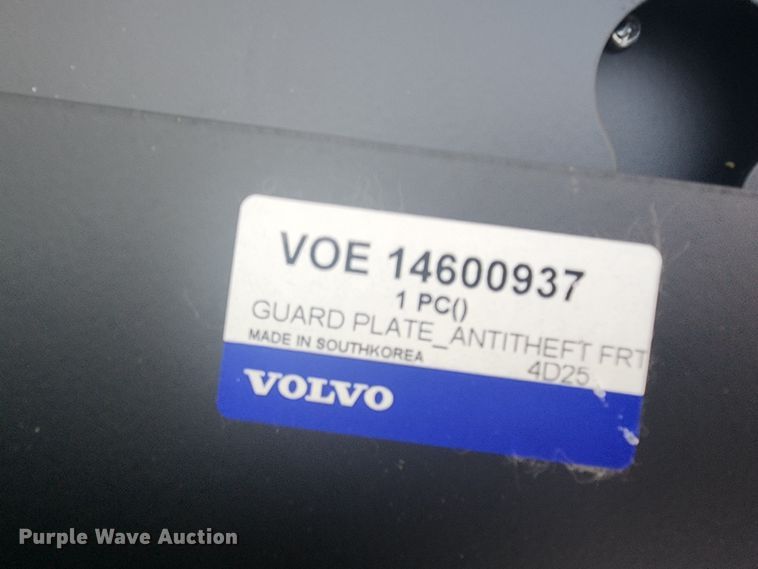 VOE 14600937
1 PC()
GUARD PLATE_ANTITHEFT FRT
MADE IN SOUTHKOREA
4D25
VOLVO
Purple Wave Auction